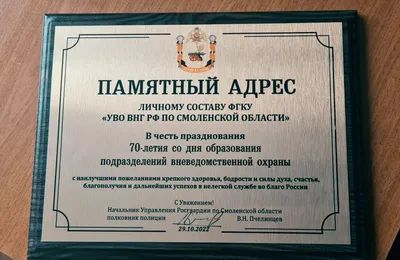 ПАМЯТНЫЙ АДРЕС
ЛИЧНОМУ СОСТАВУ ФГКУ
«УВО ВНГ РФ ПО СМОЛЕНСКОЙ ОБЛАСТИ»
В честь празднования
70-летия со дня образования
подразделений вневедомственной охраны
с наилучшими пожеланиями крепкого здоровья, бодрости и силы духа, счастья,
благополучия и дальнейших успехов в нелегкой службе во благо России
С Уважением!
Начальник Управления Росгвардии по Смоленской области
полковник полиции В.Н. Пчелинцев
29.10.2022